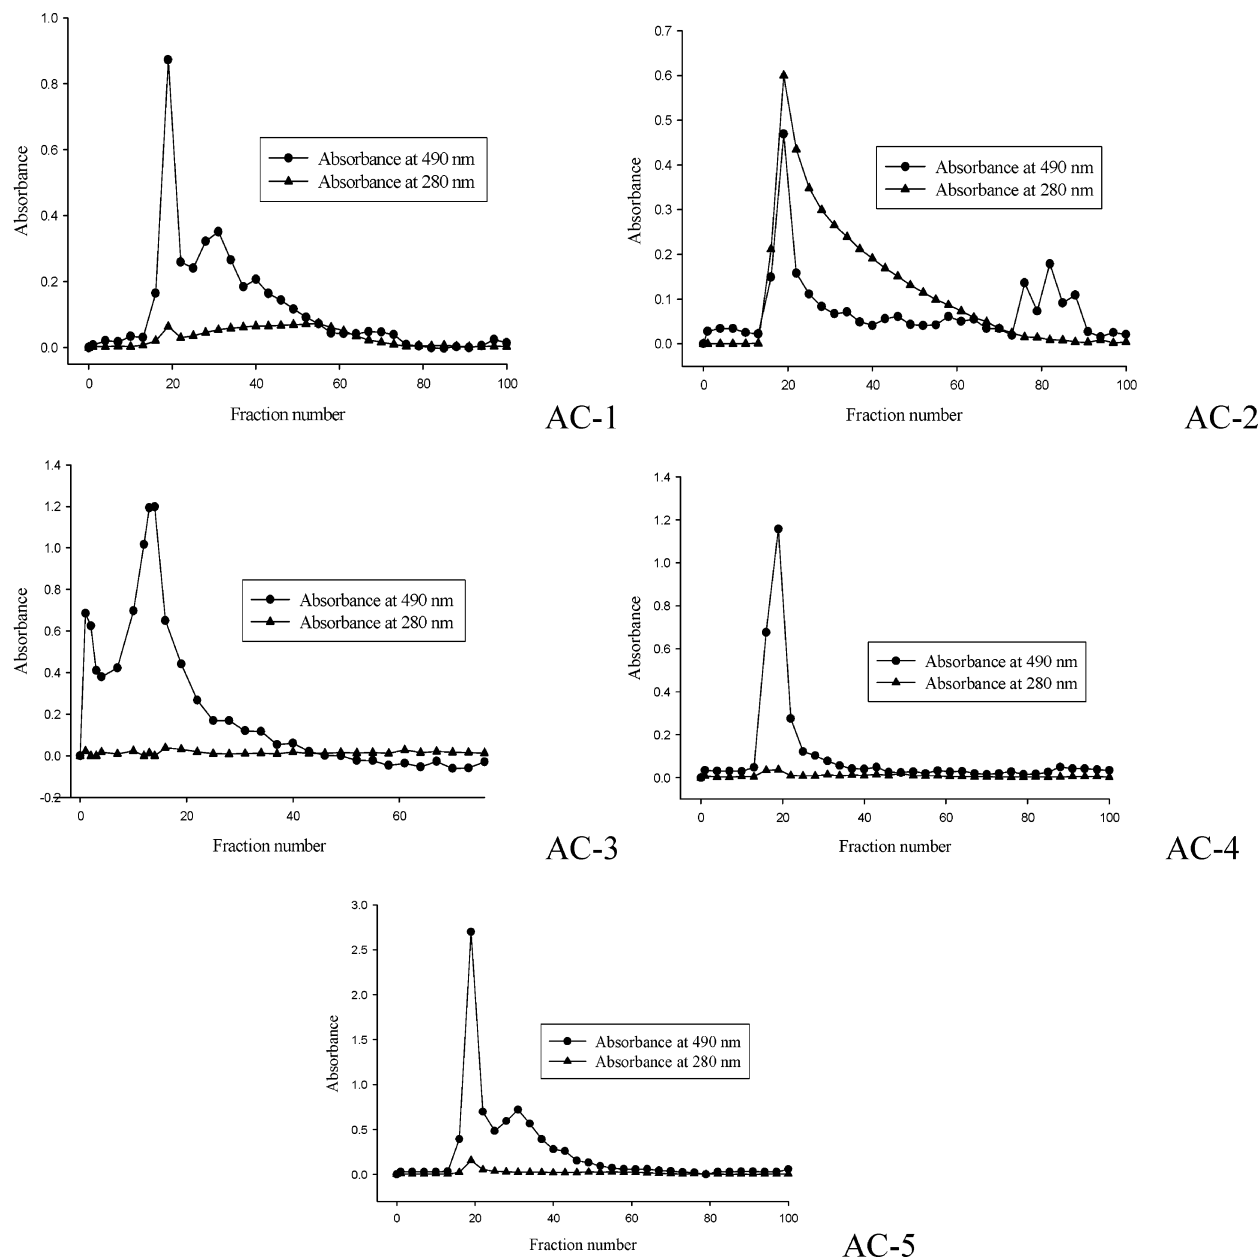 1.0
0.8
0.6
0.4
0.2
0.0
Absorbance
Absorbance at 490 nm
Absorbance at 280 nm
0 20 40 60 80 100
Fraction number
AC-1
0.7
0.6
0.5
0.4
0.3
0.2
0.1
0.0
Absorbance
Absorbance at 490 nm
Absorbance at 280 nm
0 20 40 60 80 100
Fraction number
AC-2
1.4
1.2
1.0
0.8
0.6
0.4
0.2
0.0
-0.2
Absorbance
Absorbance at 490 nm
Absorbance at 280 nm
0 20 40 60
Fraction number
AC-3
1.4
1.2
1.0
0.8
0.6
0.4
0.2
0.0
Absorbance
Absorbance at 490 nm
Absorbance at 280 nm
0 20 40 60 80 100
Fraction number
AC-4
3.0
2.5
2.0
1.5
1.0
0.5
0.0
Absorbance
Absorbance at 490 nm
Absorbance at 280 nm
0 20 40 60 80 100
Fraction number
AC-5